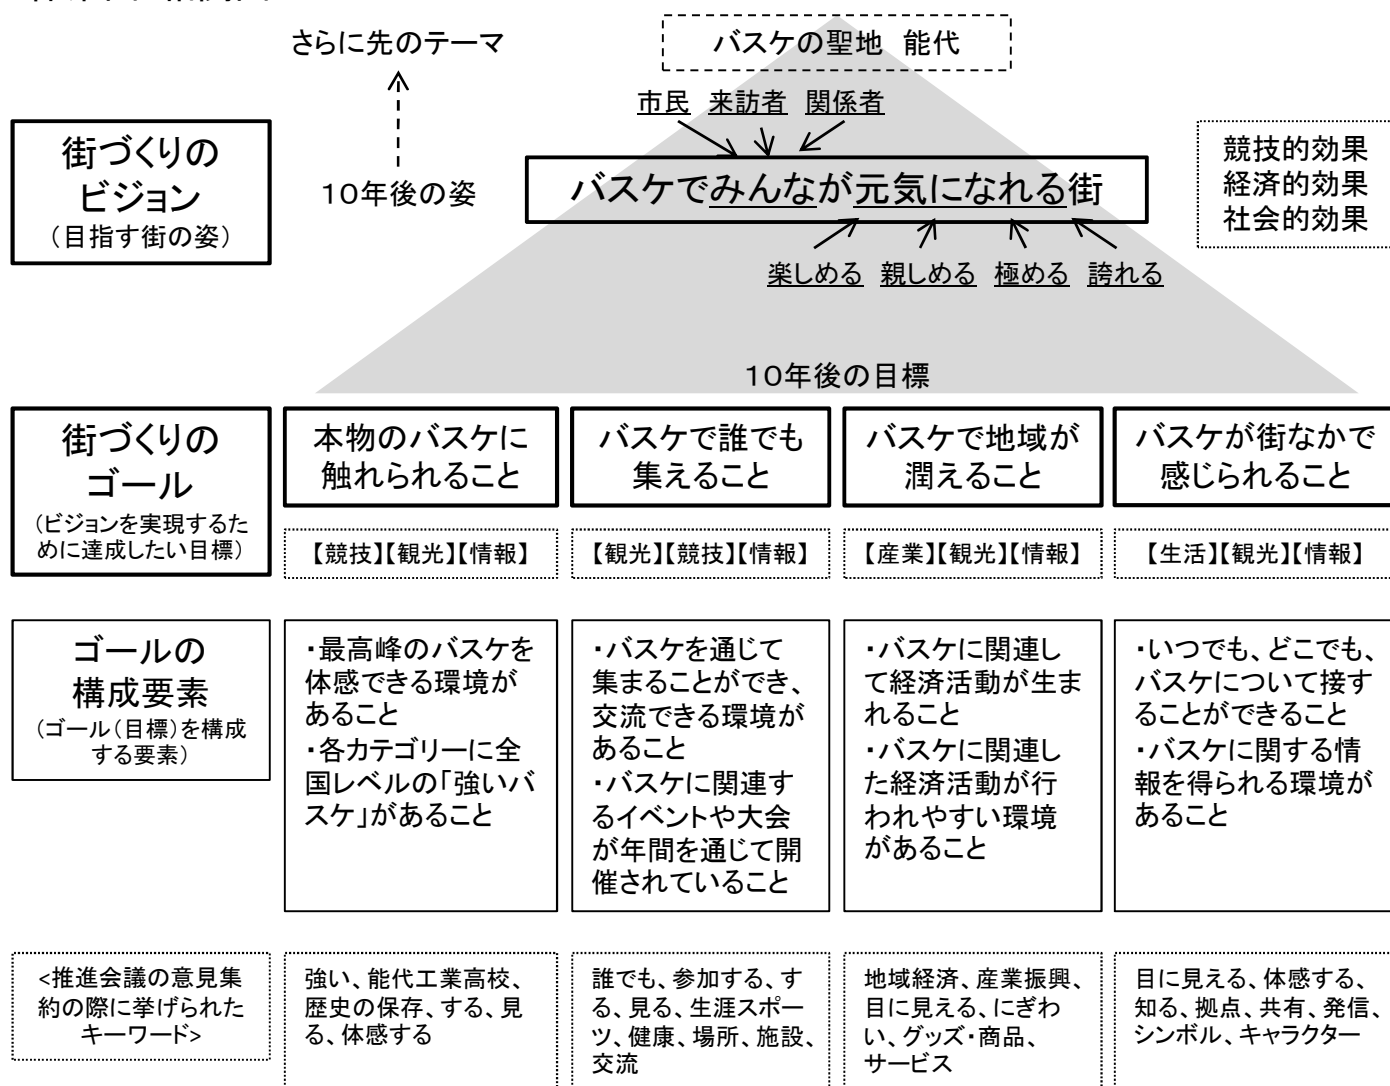 さらに先のテーマ
バスケの聖地 能代
市民 来訪者 関係者
街づくりの
ビジョン
（目指す街の姿）
10年後の姿
バスケでみんなが元気になれる街
競技的効果
経済的効果
社会的効果
楽しめる 親しめる 極める 誇れる
10年後の目標
街づくりの
ゴール
（ビジョンを実現するた
めに達成したい目標）
本物のバスケに
触れられること
バスケで誰でも
集えること
バスケで地域が
潤えること
バスケが街なかで
感じられること
【競技】【観光】【情報】
【観光】【競技】【情報】
【産業】【観光】【情報】
【生活】【観光】【情報】
ゴールの
構成要素
（ゴール（目標）を構成
する要素）
・最高峰のバスケを
体感できる環境が
あること
・各カテゴリーに全
国レベルの「強いバ
スケ」があること
・バスケを通じて
集まることができ、
交流できる環境が
あること
・バスケに関連す
るイベントや大会
が年間を通じて開
催されていること
・バスケに関連し
て経済活動が生ま
れること
・バスケに関連し
た経済活動が行
われやすい環境
があること
・いつでも、どこでも、
バスケについて接す
ることができること
・バスケに関する情
報を得られる環境が
あること
<推進会議の意見集
約の際に挙げられた
キーワード>
強い、能代工業高校、
歴史の保存、する、見
る、体感する
誰でも、参加する、す
る、見る、生涯スポー
ツ、健康、場所、施設、
交流
地域経済、産業振興、
目に見える、にぎわ
い、グッズ・商品、
サービス
目に見える、体感する、
知る、拠点、共有、発信、
シンボル、キャラクター